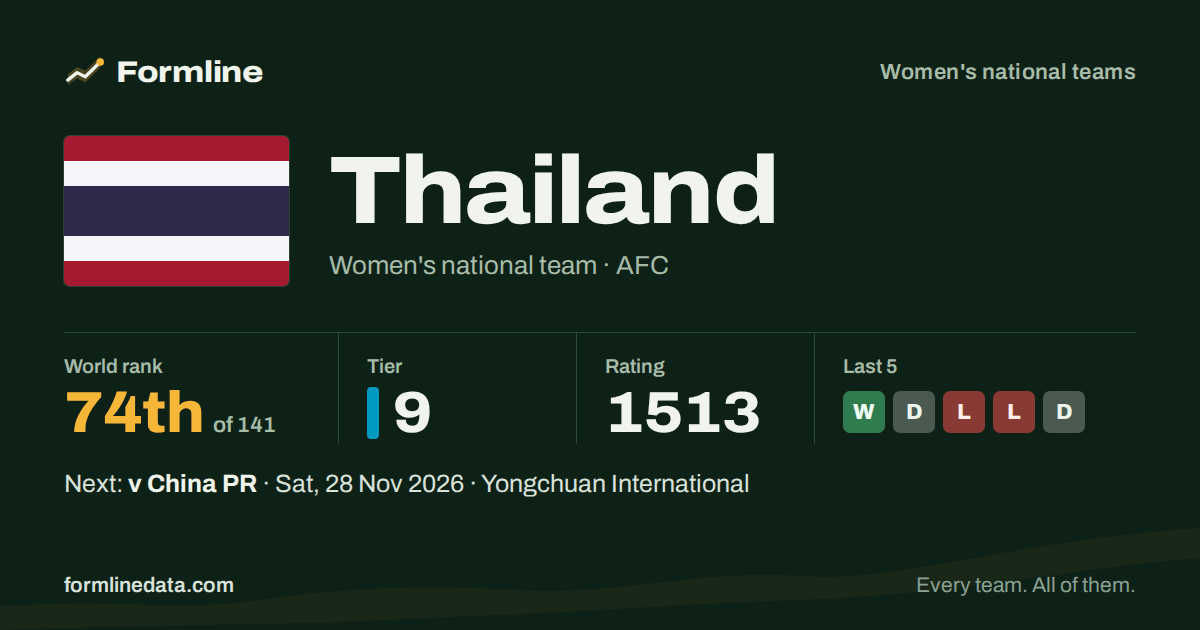 Formline
Women's national teams
Thailand
Women's national team · AFC
World rank
74th of 141
Tier
9
Rating
1513
Last 5
W D L L D
Next: v China PR · Sat, 28 Nov 2026 · Yongchuan International
formlinedata.com
Every team. All of them.